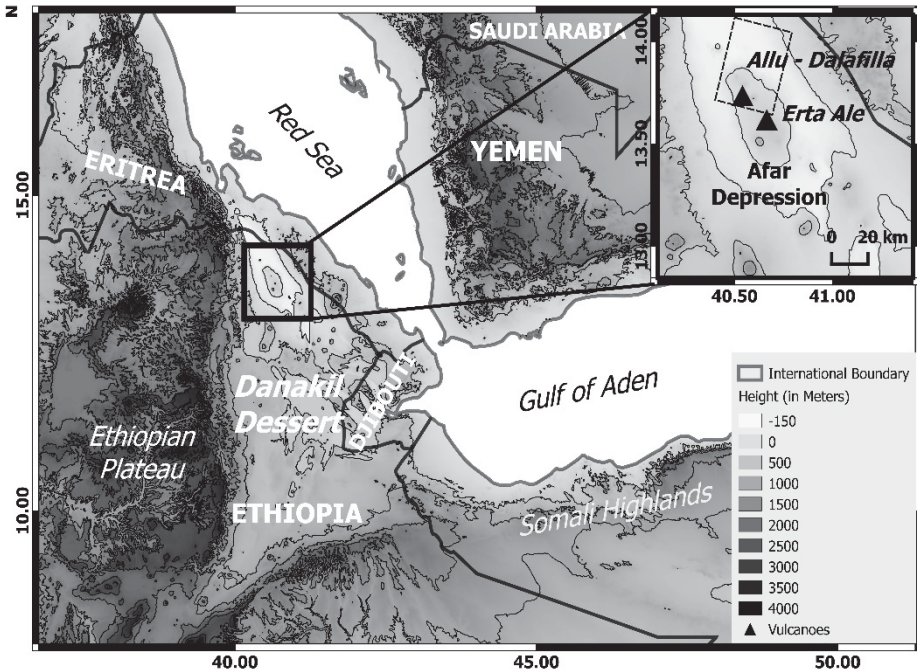 N
SAUDI ARABIA
Red Sea
YEMEN
ERITREA
15.00
Danakil
Dessert
DJIBOUTI
Gulf of Aden
Ethiopian
Plateau
10.00
ETHIOPIA
Somali Highlands
40.00
45.00
50.00
14.00
Allu - Dalafilla
Erta Ale
13.50
Afar
Depression
13.00
0 20 km
40.50
41.00
International Boundary
Height (in Meters)
-150
0
500
1000
1500
2000
2500
3000
3500
4000
Vulcanoes